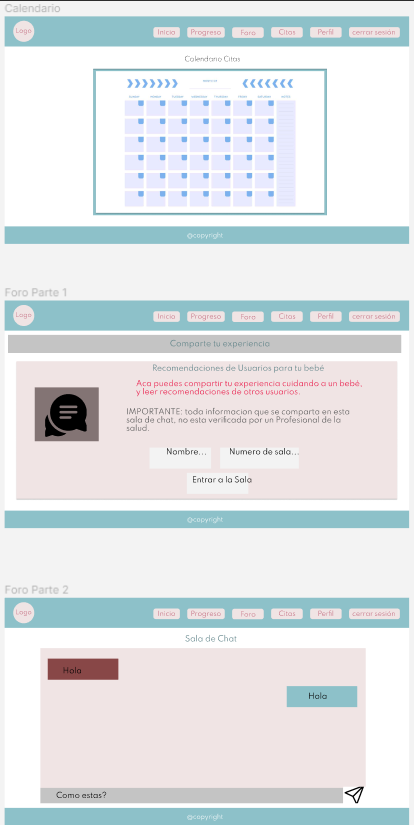 Calendario
Logo
Inicio Progreso Foro Citas Perfil cerrar sesión
Calendario Citas
@copyright
Foro Parte 1
Logo
Inicio Progreso Foro Citas Perfil cerrar sesión
Comparte tu experiencia
Recomendaciones de Usuarios para tu bebé
Aca puedes compartir tu experiencia cuidando a un bebé,
y leer recomendaciones de otros usuarios.
IMPORTANTE: toda informacion que se comparta en esta
sala de chat, no esta verificada por un Profesional de la
salud.
Nombre... Numero de sala...
Entrar a la Sala
@copyright
Foro Parte 2
Logo
Inicio Progreso Foro Citas Perfil cerrar sesión
Sala de Chat
Hola
Hola
Como estas?
@copyright